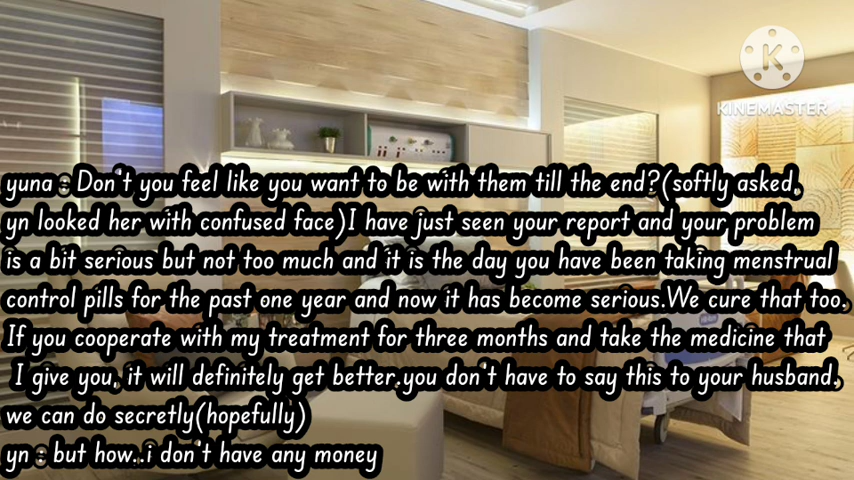 KINEMASTER
yuna : Don't you feel like you want to be with them till the end?(softly asked,
yn looked her with confused face)I have just seen your report and your problem
is a bit serious but not too much and it is the day you have been taking menstrual
control pills for the past one year and now it has become serious.We cure that too.
If you cooperate with my treatment for three months and take the medicine that
I give you, it will definitely get better.you don't have to say this to your husband.
we can do secretly(hopefully)
yn : but how..i don't have any money